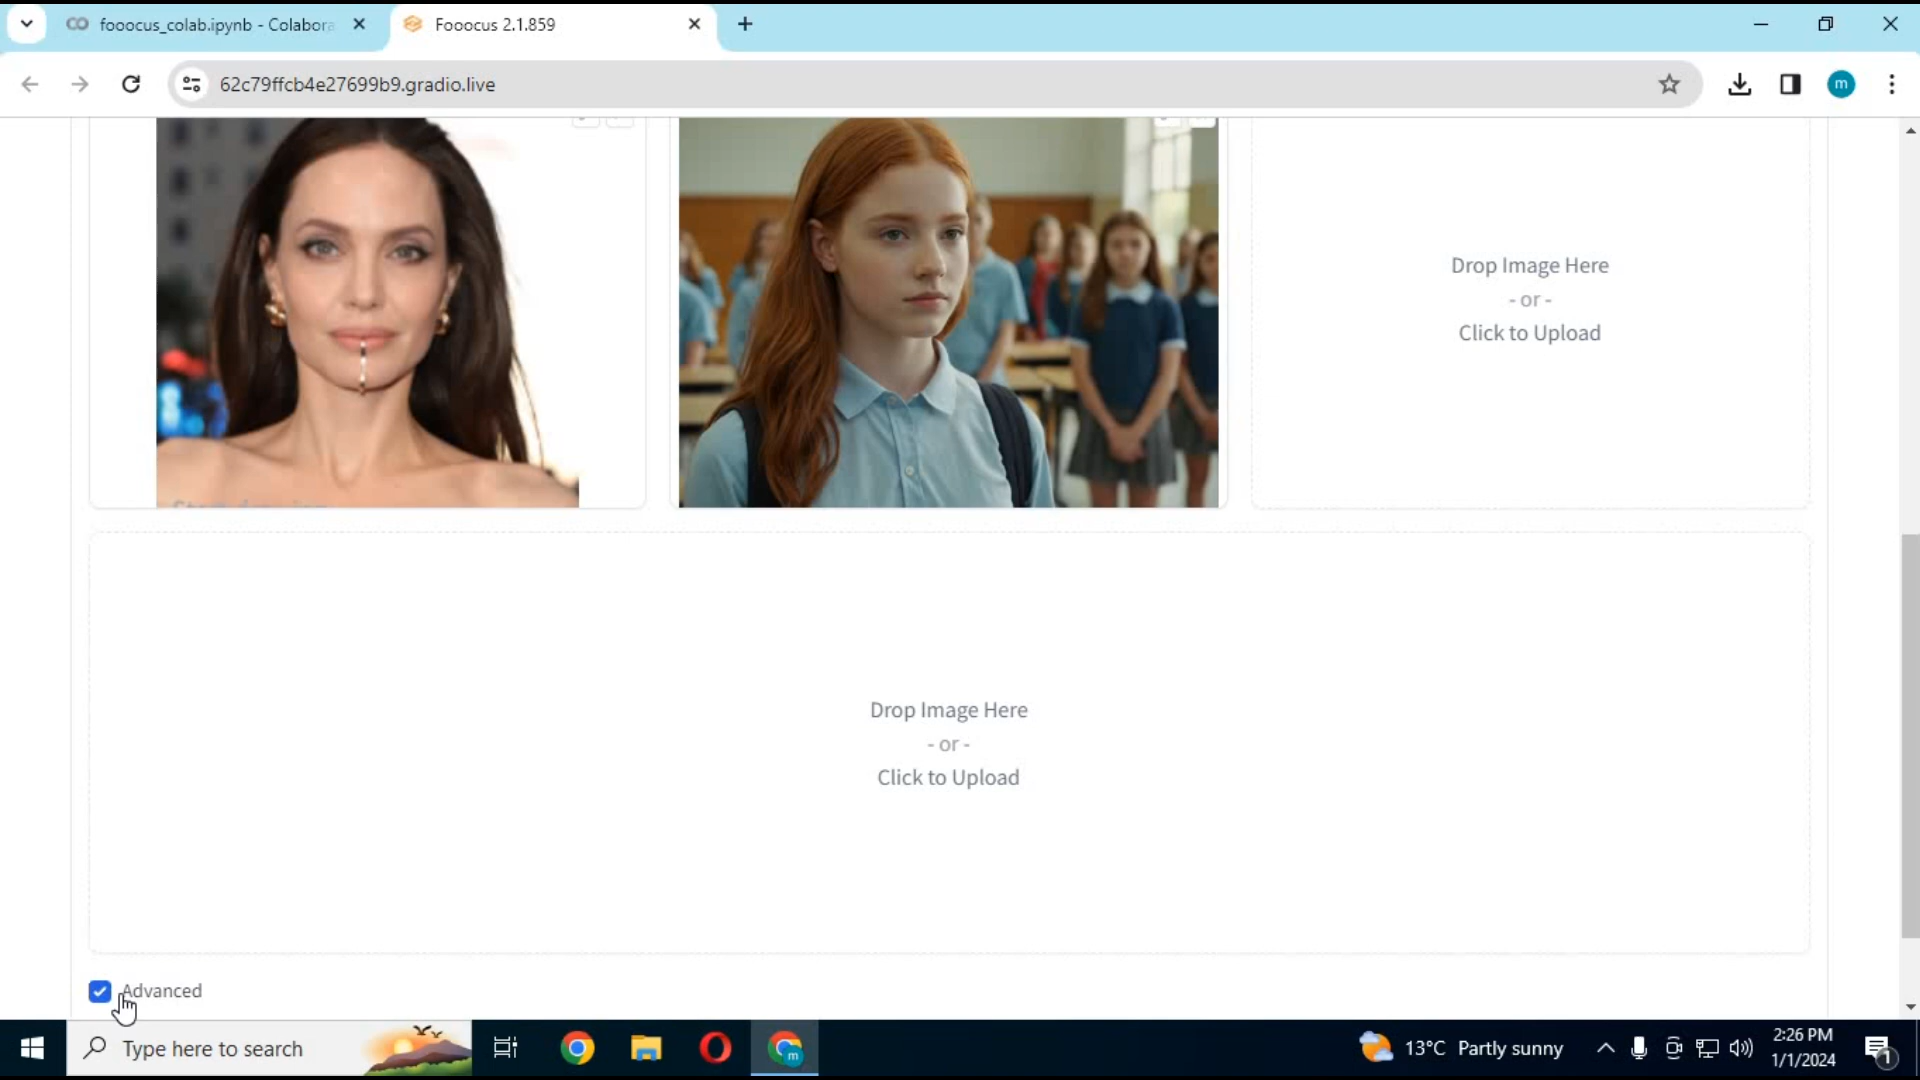 fooocus_colab.ipynb - Colabora
Fooocus 2.1.859
62c79ffcb4e27699b9.gradio.live
m
Drop Image Here
- or -
Click to Upload
Drop Image Here
- or -
Click to Upload
Advanced
Type here to search
m
13°C Partly sunny
2:26 PM
1/1/2024
1